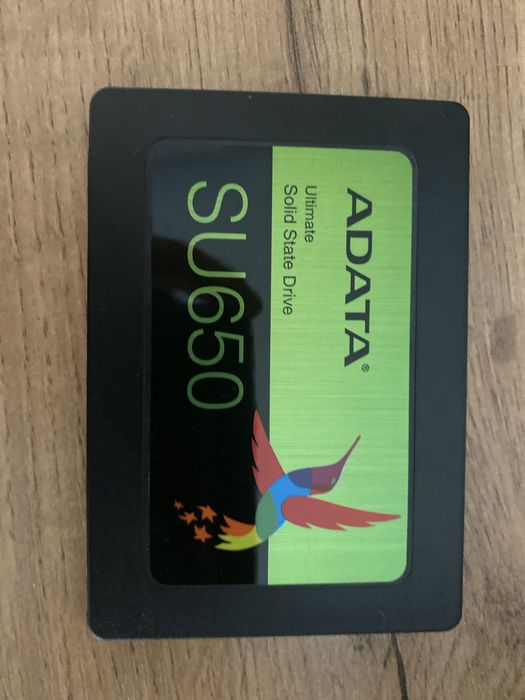 ADATA®
Ultimate
Solid State Drive
SU650